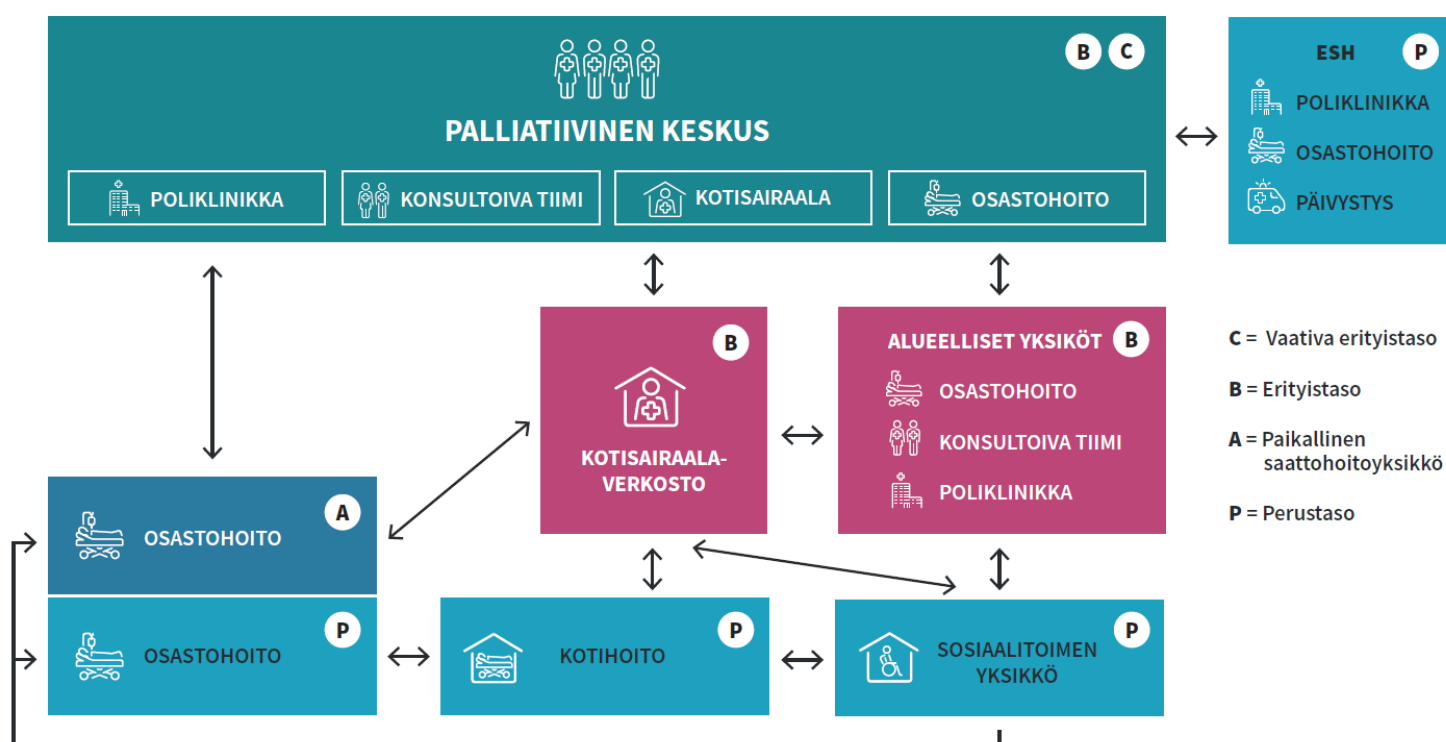 B C
PALLIATIIVINEN KESKUS
POLIKLINIKKA
KONSULTOIVA TIIMI
KOTISAIRAALA
OSASTOHOITO
ESH P
POLIKLINIKKA
OSASTOHOITO
PÄIVYSTYS
B
KOTISAIRAALA-
VERKOSTO
ALUEELLISET YKSIKÖT B
OSASTOHOITO
KONSULTOIVA TIIMI
POLIKLINIKKA
C = Vaativa erityistaso
B = Erityistaso
A = Paikallinen
saattohoitoyksikkö
P = Perustaso
A
OSASTOHOITO
P
OSASTOHOITO
P
KOTIHOITO
P
SOSIAALITOIMEN
YKSIKKÖ